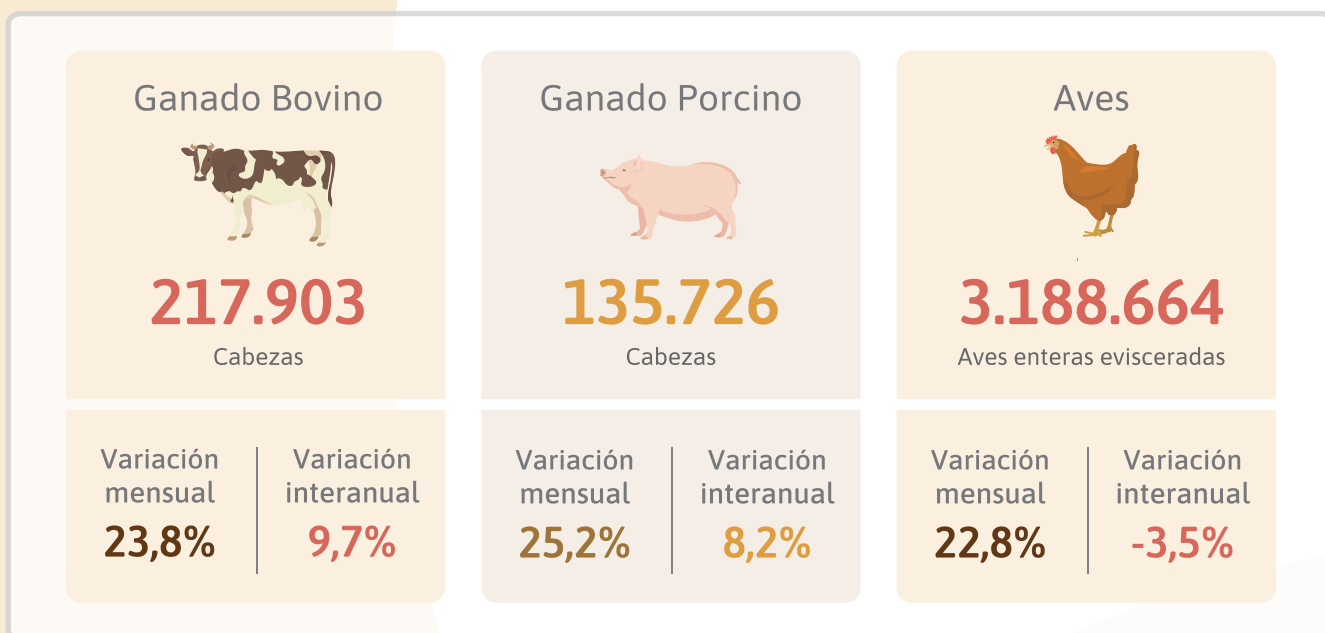 Ganado Bovino
217.903
Cabezas
Variación
mensual
23,8%
Variación
interanual
9,7%
Ganado Porcino
135.726
Cabezas
Variación
mensual
25,2%
Variación
interanual
8,2%
Aves
3.188.664
Aves enteras evisceradas
Variación
mensual
22,8%
Variación
interanual
-3,5%